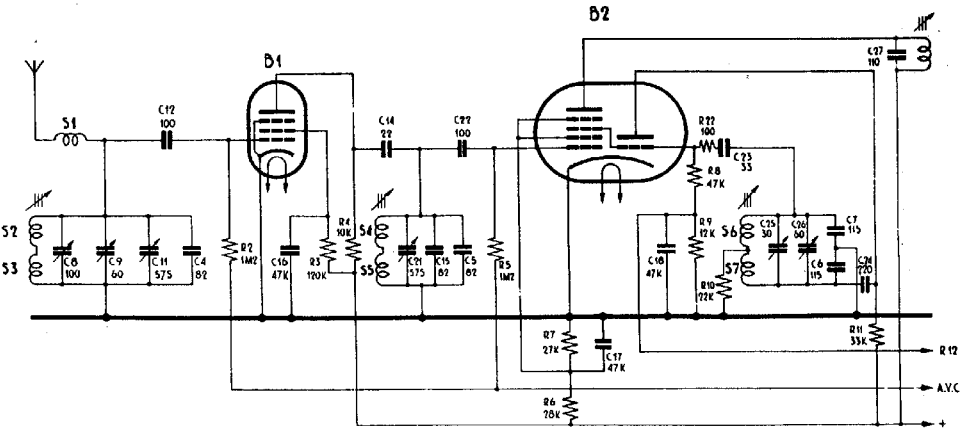 B2
B1
C27
110
S1
C12
100
C14
22
C22
100
R22
100
C23
33
R8
47K
S2
S3
C8
100
C9
60
C11
575
C4
82
R2
1M2
C16
47K
R3
120K
R4
10K
S4
S5
C21
575
C15
82
C5
82
R5
1M2
C18
47K
R9
12K
S6
S7
R10
22K
C25
30
C26
60
C7
115
C6
115
C24
220
R7
27K
C17
47K
R11
33K
R12
A.V.C
R6
28K
+